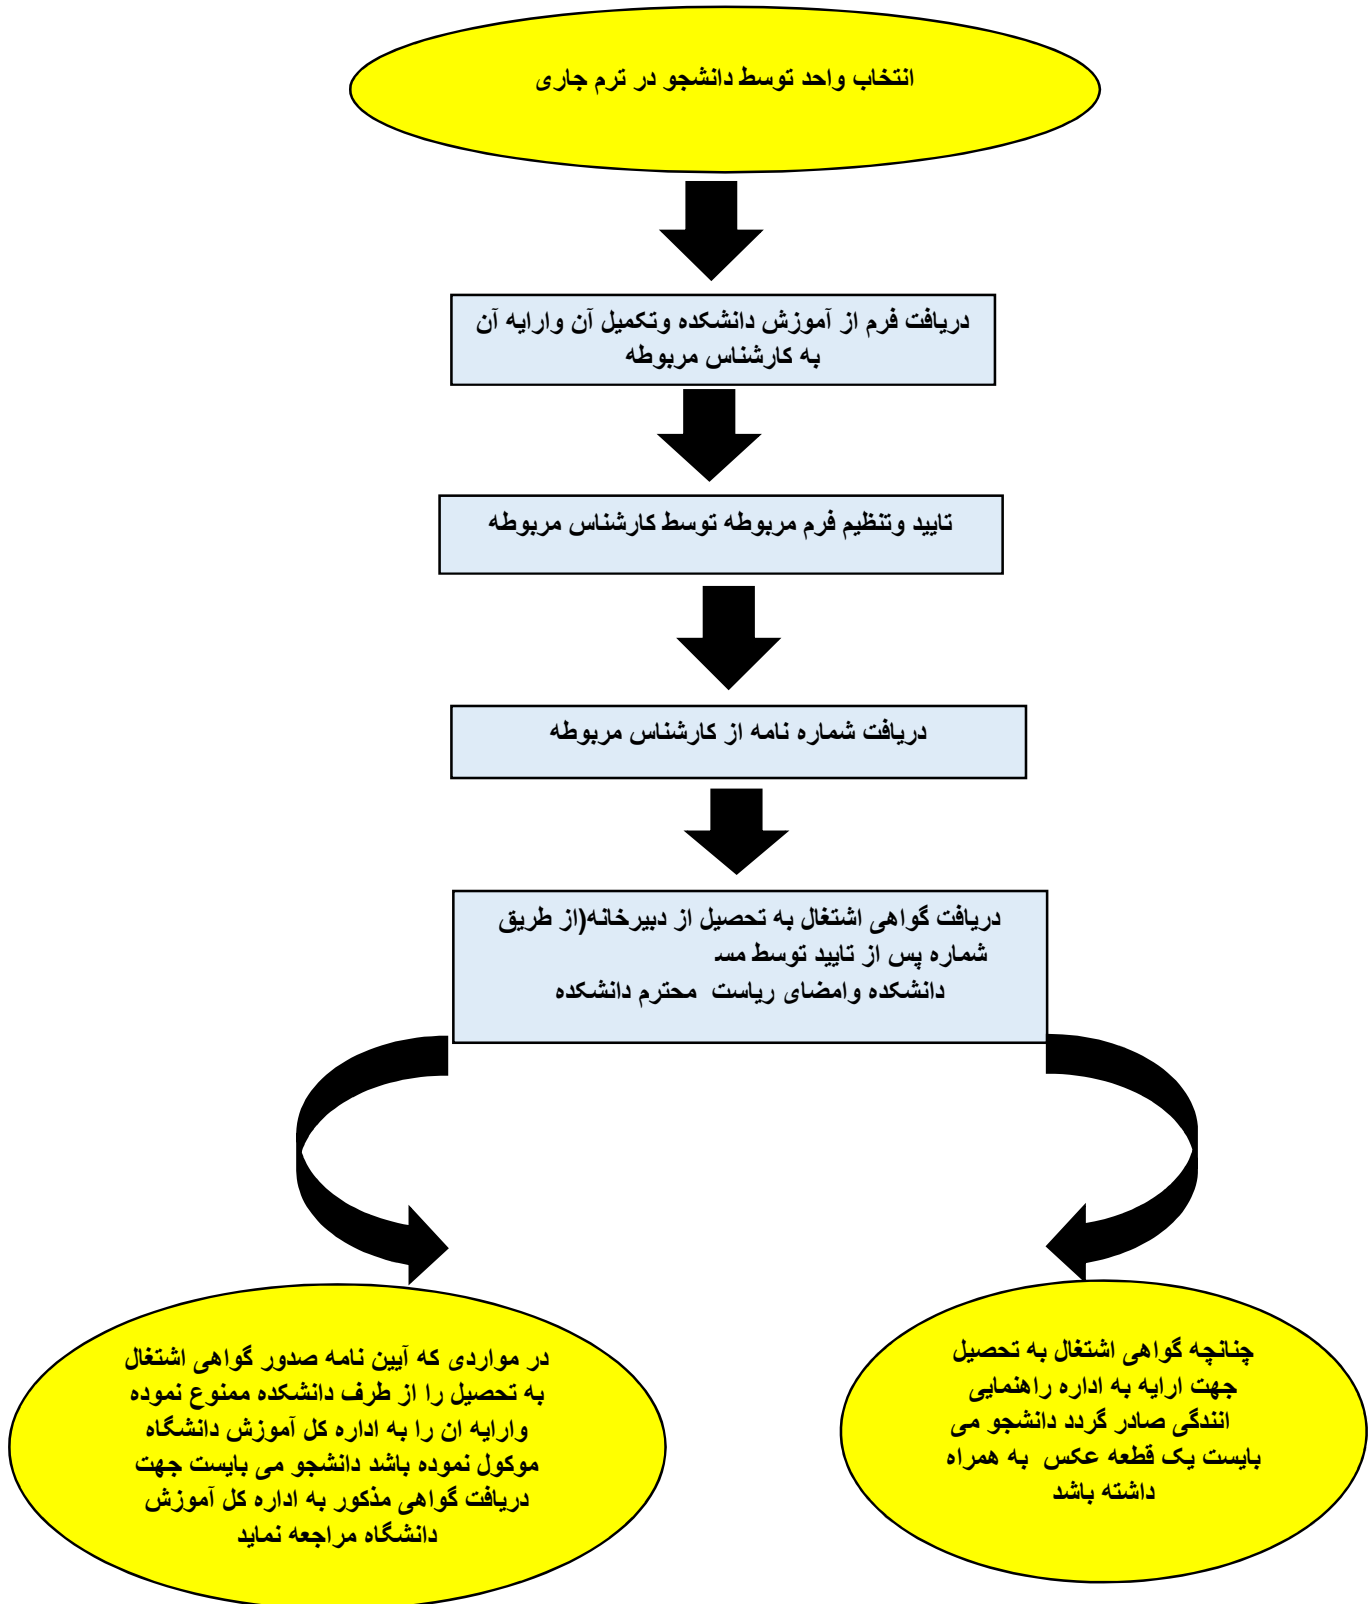 انتخاب واحد توسط دانشجو در ترم جاری
دریافت فرم از آموزش دانشکده وتکمیل آن وارایه آن
به کارشناس مربوطه
تایید وتنظیم فرم مربوطه توسط کارشناس مربوطه
دریافت شماره نامه از کارشناس مربوطه
دریافت گواهی اشتغال به تحصیل از دبیرخانه(از طریق
شماره پس از تایید توسط
دانشکده وامضای ریاست محترم دانشکده
چنانچه گواهی اشتغال به تحصیل
جهت ارایه به اداره راهنمایی
انندگی صادر گردد دانشجو می
بایست یک قطعه عکس به همراه
داشته باشد
در مواردی که آیین نامه صدور گواهی اشتغال
به تحصیل را از طرف دانشکده ممنوع نموده
وارایه ان را به اداره کل آموزش دانشگاه
موکول نموده باشد دانشجو می بایست جهت
دریافت گواهی مذکور به اداره کل آموزش
دانشگاه مراجعه نماید